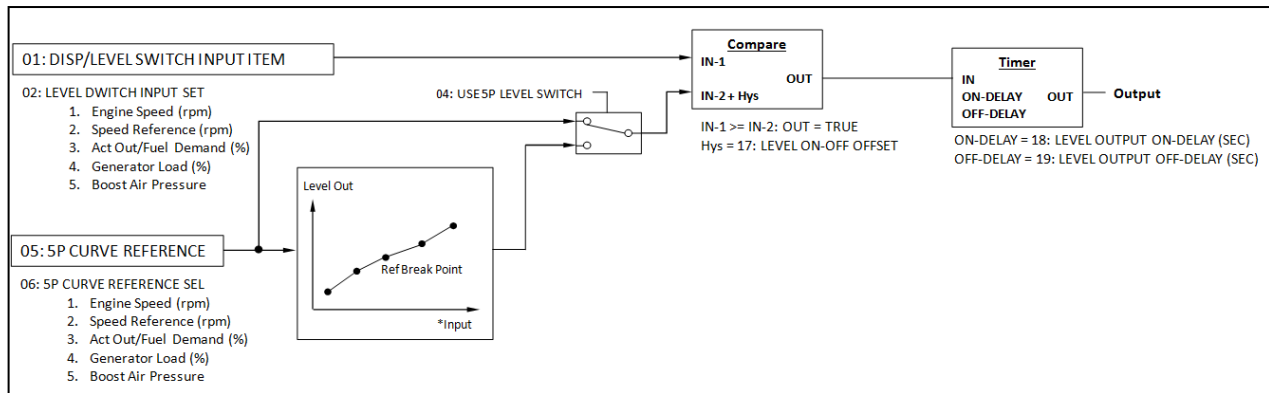 01: DISP/LEVEL SWITCH INPUT ITEM
02: LEVEL DWITCH INPUT SET
1. Engine Speed (rpm)
2. Speed Reference (rpm)
3. Act Out/Fuel Demand (%)
4. Generator Load (%)
5. Boost Air Pressure
04: USE 5P LEVEL SWITCH
Compare
IN-1
OUT
IN-2 + Hys
IN-1 >= IN-2: OUT = TRUE
Hys = 17: LEVEL ON-OFF OFFSET
Timer
IN
ON-DELAY OUT
OFF-DELAY
Output
ON-DELAY = 18: LEVEL OUTPUT ON-DELAY (SEC)
OFF-DELAY = 19: LEVEL OUTPUT OFF-DELAY (SEC)
Level Out
Ref Break Point
*Input
05: 5P CURVE REFERENCE
06: 5P CURVE REFERENCE SEL
1. Engine Speed (rpm)
2. Speed Reference (rpm)
3. Act Out/Fuel Demand (%)
4. Generator Load (%)
5. Boost Air Pressure